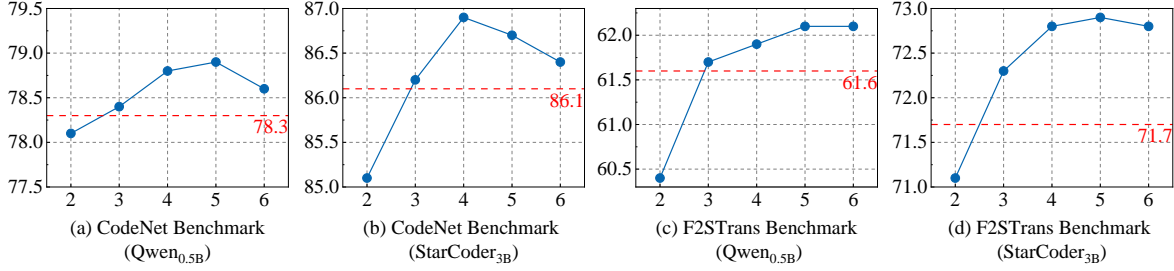 79.5
79.0
78.5
78.0
77.5
78.3
2 3 4 5 6
(a) CodeNet Benchmark
(Qwen0.5B)
87.0
86.5
86.0
85.5
85.0
86.1
2 3 4 5 6
(b) CodeNet Benchmark
(StarCoder3B)
62.0
61.5
61.0
60.5
61.6
2 3 4 5 6
(c) F2STrans Benchmark
(Qwen0.5B)
73.0
72.5
72.0
71.5
71.0
71.7
2 3 4 5 6
(d) F2STrans Benchmark
(StarCoder3B)